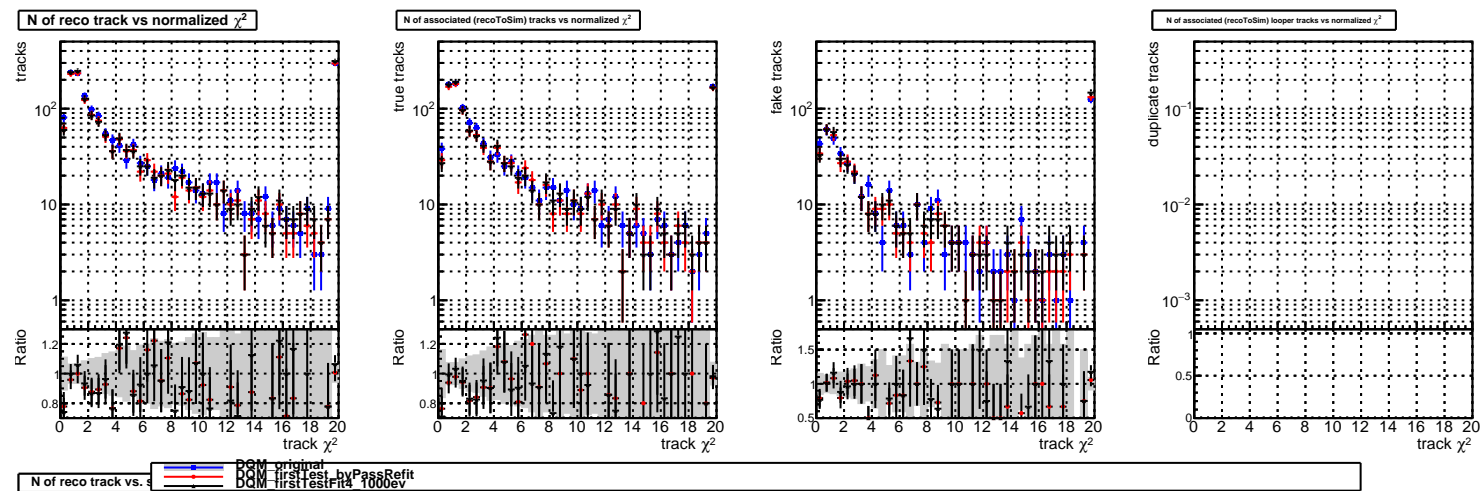 N of reco track vs normalized χ²
N of associated (recoToSim) tracks vs normalized χ²
N of associated (recoToSim) looper tracks vs normalized χ²
tracks
10²
10
1
Ratio
1.2
1
0.8
0 2 4 6 8 10 12 14 16 18 20
track χ²
true tracks
10²
10
1
Ratio
1.2
1
0.8
0 2 4 6 8 10 12 14 16 18 20
track χ²
fake tracks
10²
10
1
Ratio
1.5
1
0.5
0 2 4 6 8 10 12 14 16 18 20
track χ²
duplicate tracks
10⁻¹
10⁻²
10⁻³
Ratio
1
0.5
0
0 2 4 6 8 10 12 14 16 18 20
track χ²
DQM_original
DQM_firstTest_byPassRefit
DQM_firstTestFit4_1000ev
N of reco track vs. s